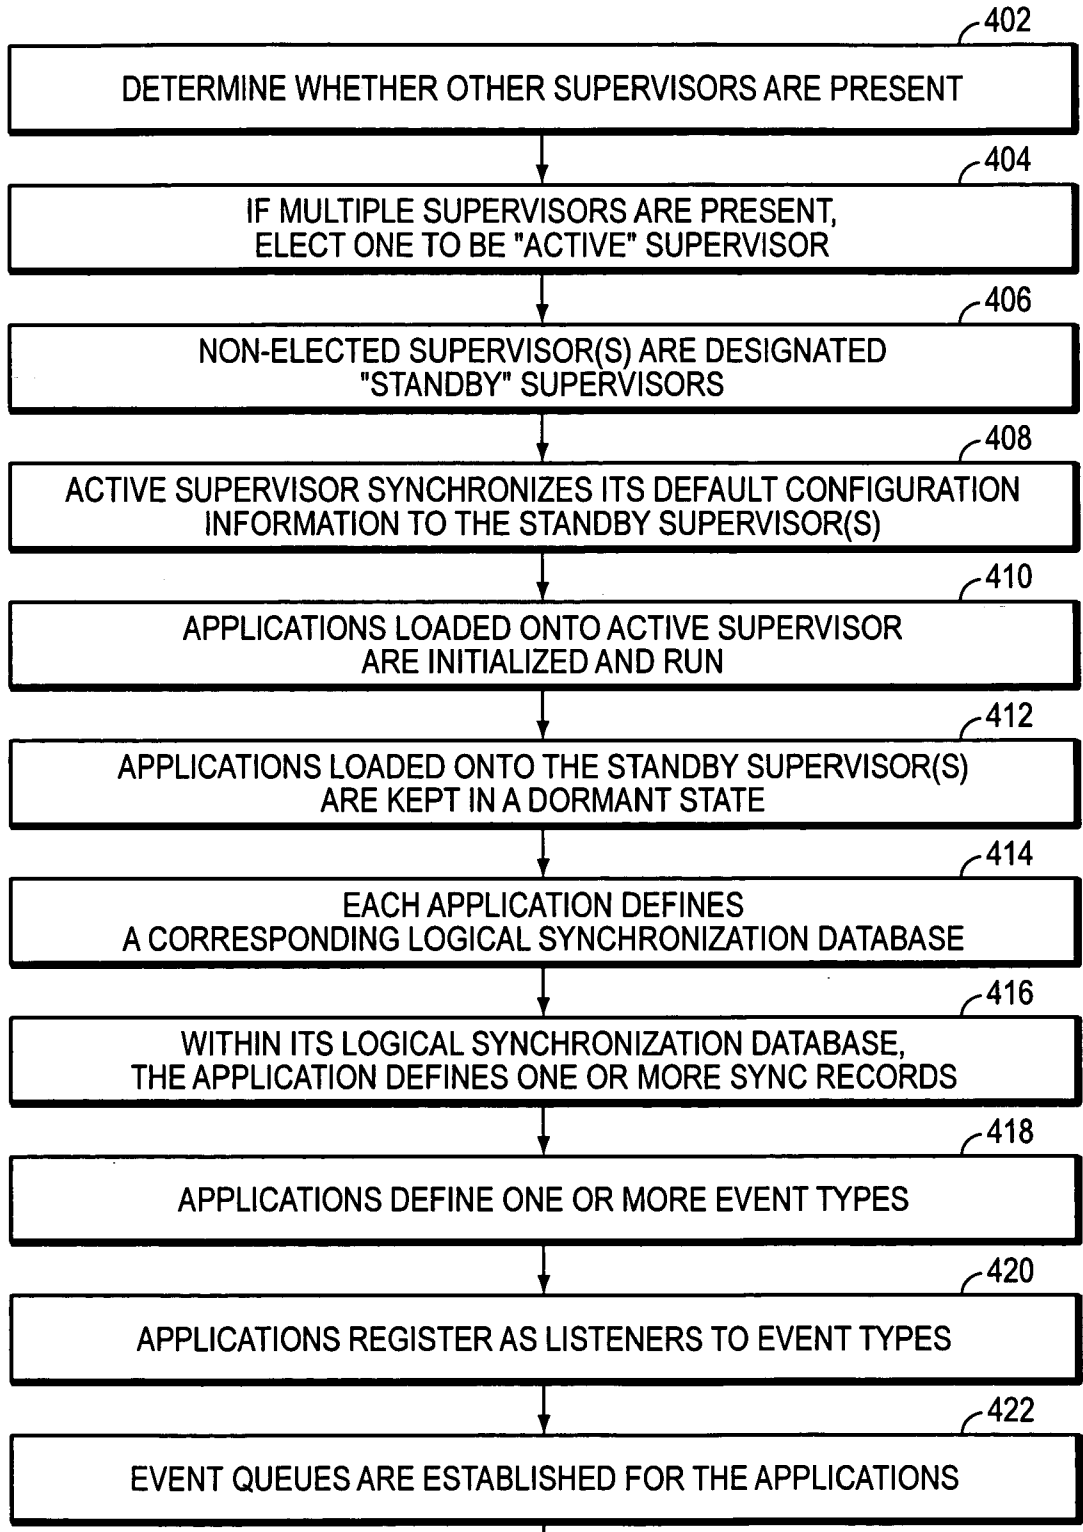 402
DETERMINE WHETHER OTHER SUPERVISORS ARE PRESENT
404
IF MULTIPLE SUPERVISORS ARE PRESENT,
ELECT ONE TO BE "ACTIVE" SUPERVISOR
406
NON-ELECTED SUPERVISOR(S) ARE DESIGNATED
"STANDBY" SUPERVISORS
408
ACTIVE SUPERVISOR SYNCHRONIZES ITS DEFAULT CONFIGURATION
INFORMATION TO THE STANDBY SUPERVISOR(S)
410
APPLICATIONS LOADED ONTO ACTIVE SUPERVISOR
ARE INITIALIZED AND RUN
412
APPLICATIONS LOADED ONTO THE STANDBY SUPERVISOR(S)
ARE KEPT IN A DORMANT STATE
414
EACH APPLICATION DEFINES
A CORRESPONDING LOGICAL SYNCHRONIZATION DATABASE
416
WITHIN ITS LOGICAL SYNCHRONIZATION DATABASE,
THE APPLICATION DEFINES ONE OR MORE SYNC RECORDS
418
APPLICATIONS DEFINE ONE OR MORE EVENT TYPES
420
APPLICATIONS REGISTER AS LISTENERS TO EVENT TYPES
422
EVENT QUEUES ARE ESTABLISHED FOR THE APPLICATIONS